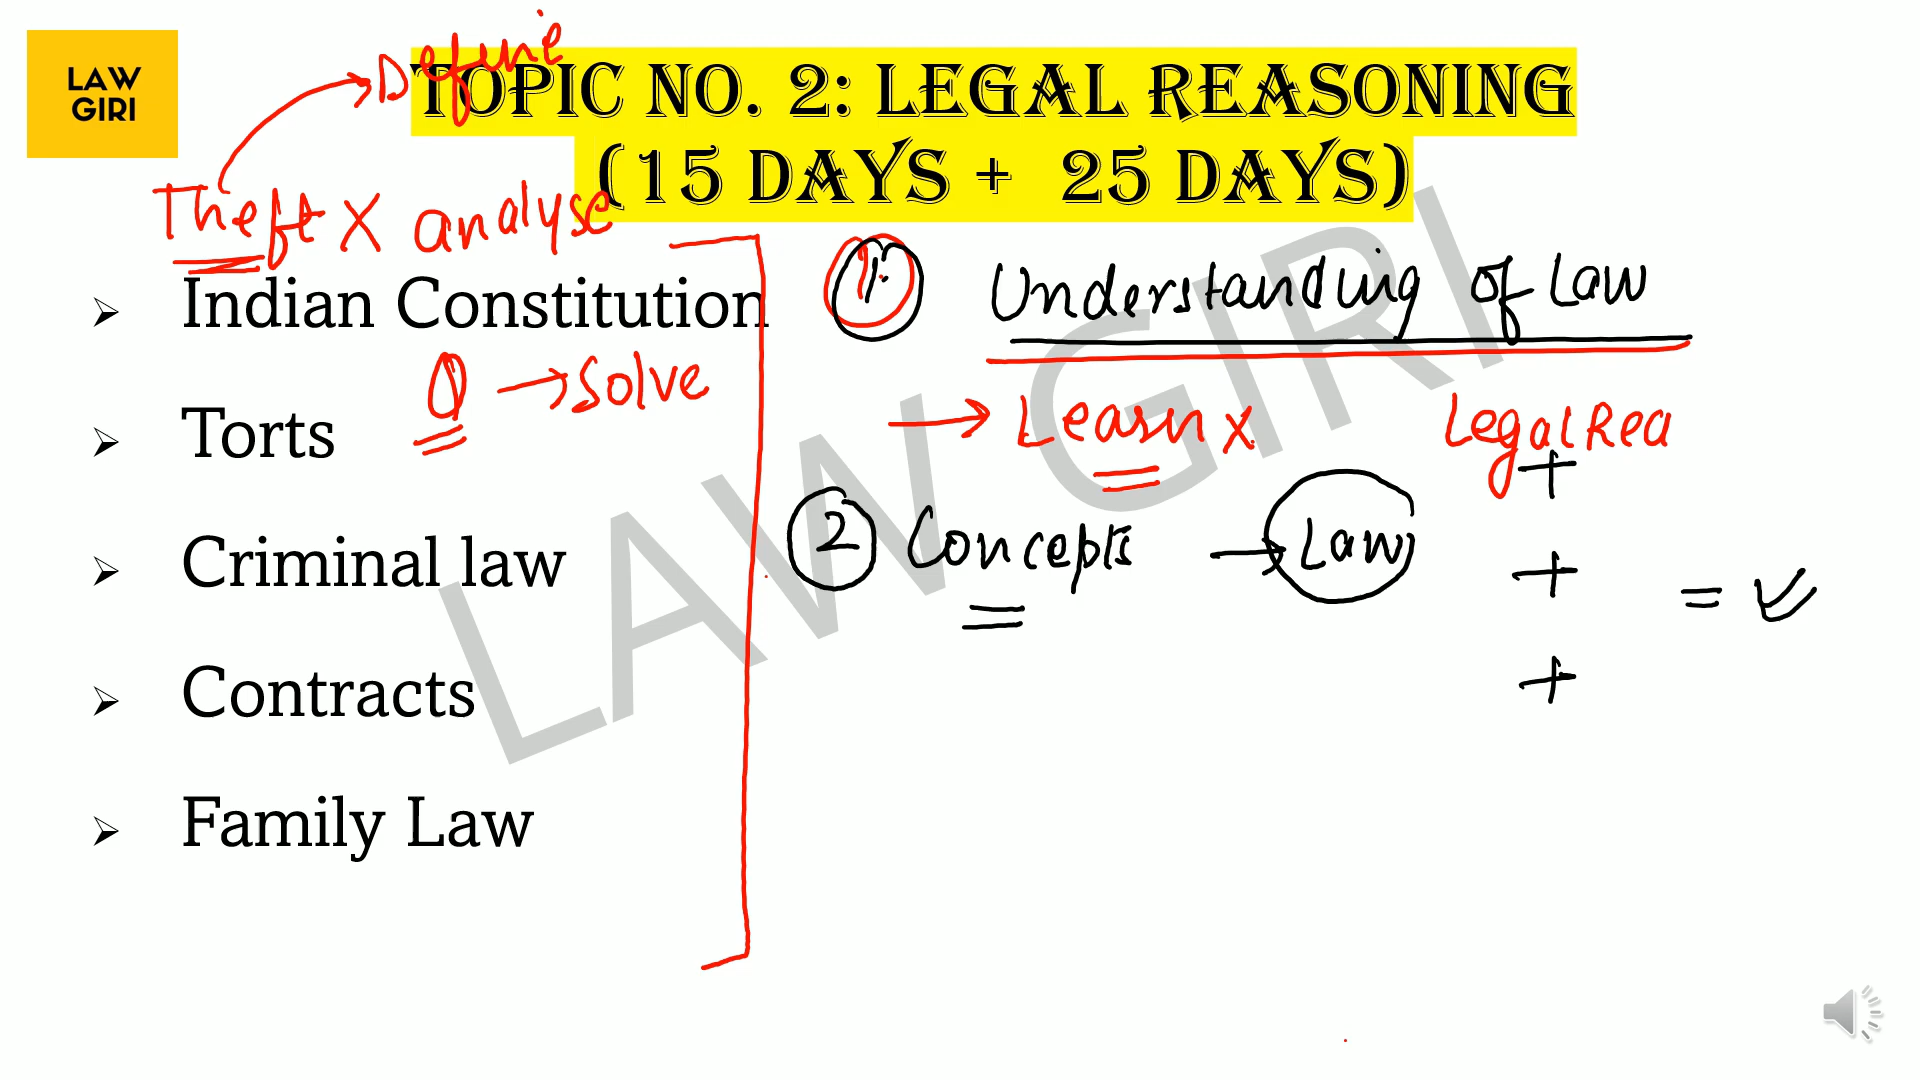 LAW
GIRI
Define
TOPIC NO. 2: LEGAL REASONING
(15 DAYS + 25 DAYS)
Theft X analyse
Indian Constitution
Q → Solve
Torts
Criminal law
Contracts
Family Law
1. Understanding of Law
→ Learn X
Legal Rea
2 Concepts → Law
+
+
= ✓
+
LAW GIRI